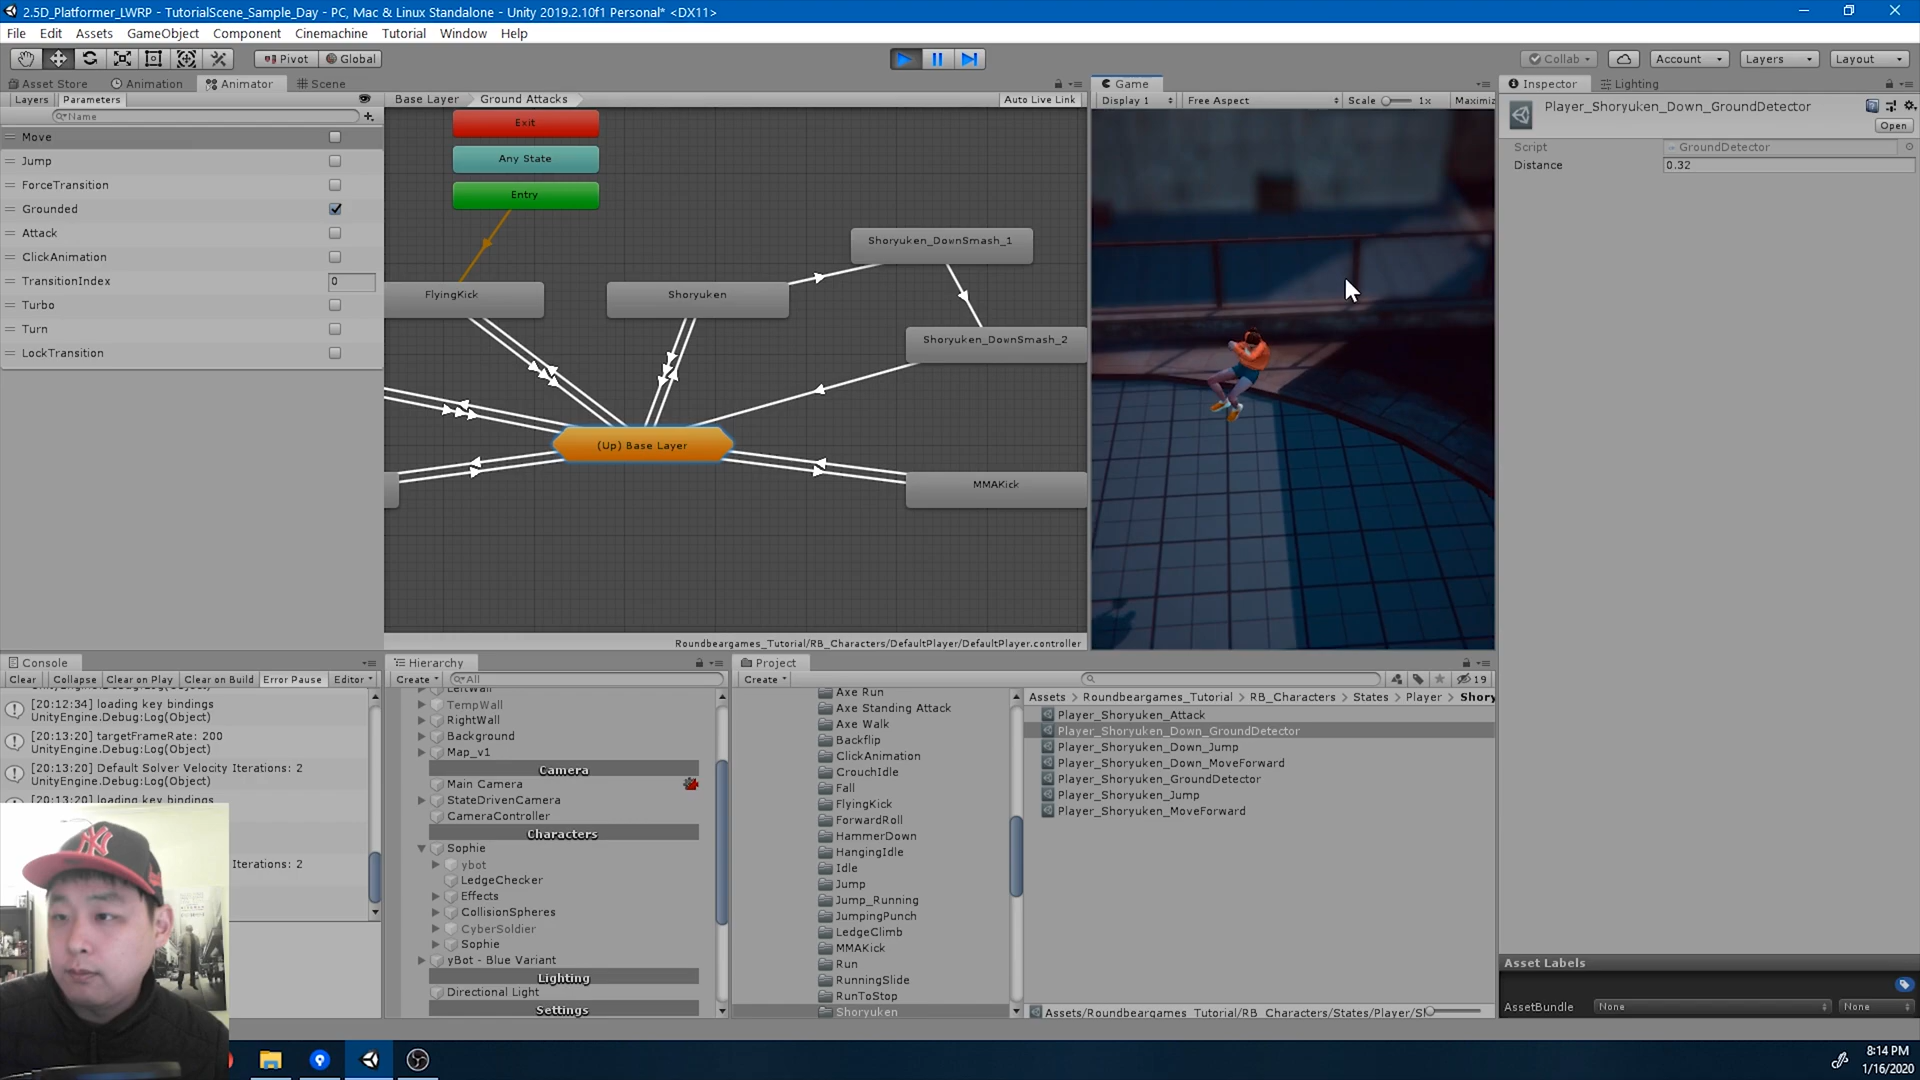 2.5D_Platformer_LWRP - TutorialScene_Sample_Day - PC, Mac & Linux Standalone - Unity 2019.2.10f1 Personal* <DX11>
File Edit Assets GameObject Component Cinemachine Tutorial Window Help
Pivot Global Collab Account Layers Layout
Asset Store Animation Animator Scene
Layers Parameters
Name
Move
Jump
ForceTransition
Grounded
Attack
ClickAnimation
TransitionIndex 0
Turbo
Turn
LockTransition
Base Layer Ground Attacks Auto Live Link
Exit
Any State
Entry
Shoryuken_DownSmash_1
FlyingKick
Shoryuken
Shoryuken_DownSmash_2
(Up) Base Layer
MMAKick
Roundbeargames_Tutorial/RB_Characters/DefaultPlayer/DefaultPlayer.controller
Game
Display 1 Free Aspect Scale 1x Maximi
Inspector Lighting
Player_Shoryuken_Down_GroundDetector
Open
Script GroundDetector
Distance 0.32
Asset Labels
AssetBundle None None
Console
Clear Collapse Clear on Play Clear on Build Error Pause Editor
[20:12:34] loading key bindings
UnityEngine.Debug:Log(Object)
[20:13:20] targetFrameRate: 200
UnityEngine.Debug:Log(Object)
[20:13:20] Default Solver Velocity Iterations: 2
UnityEngine.Debug:Log(Object)
[20:13:20] loading key bindings
Iterations: 2
Hierarchy
Create All
LeftWall
TempWall
RightWall
Background
Map_v1
Camera
Main Camera
StateDrivenCamera
CameraController
Characters
Sophie
ybot
LedgeChecker
Effects
CollisionSpheres
CyberSoldier
Sophie
yBot - Blue Variant
Lighting
Directional Light
Settings
Project
Create 19
Axe Run
Axe Standing Attack
Axe Walk
Backflip
ClickAnimation
CrouchIdle
Fall
FlyingKick
ForwardRoll
HammerDown
HangingIdle
Idle
Jump
Jump_Running
JumpingPunch
LedgeClimb
MMAKick
Run
RunningSlide
RunToStop
Shoryuken
Assets > Roundbeargames_Tutorial > RB_Characters > States > Player > Shory
Player_Shoryuken_Attack
Player_Shoryuken_Down_GroundDetector
Player_Shoryuken_Down_Jump
Player_Shoryuken_Down_MoveForward
Player_Shoryuken_GroundDetector
Player_Shoryuken_Jump
Player_Shoryuken_MoveForward
Assets/Roundbeargames_Tutorial/RB_Characters/States/Player/S
8:14 PM
1/16/2020